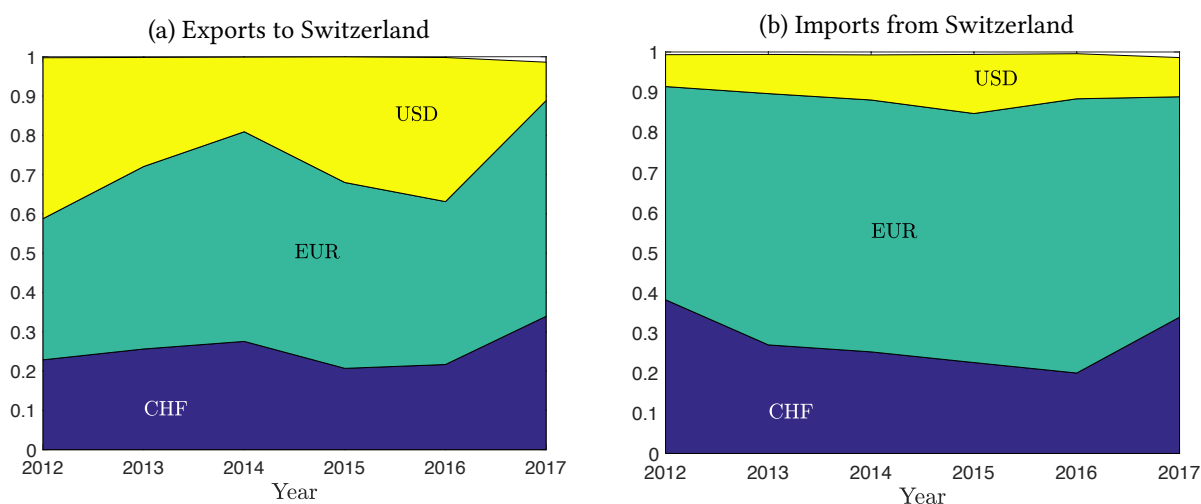 (a) Exports to Switzerland
1
0.9
0.8
0.7
0.6
0.5
0.4
0.3
0.2
0.1
0
USD
EUR
CHF
2012 2013 2014 2015 2016 2017
Year
(b) Imports from Switzerland
1
0.9
0.8
0.7
0.6
0.5
0.4
0.3
0.2
0.1
0
USD
EUR
CHF
2012 2013 2014 2015 2016 2017
Year